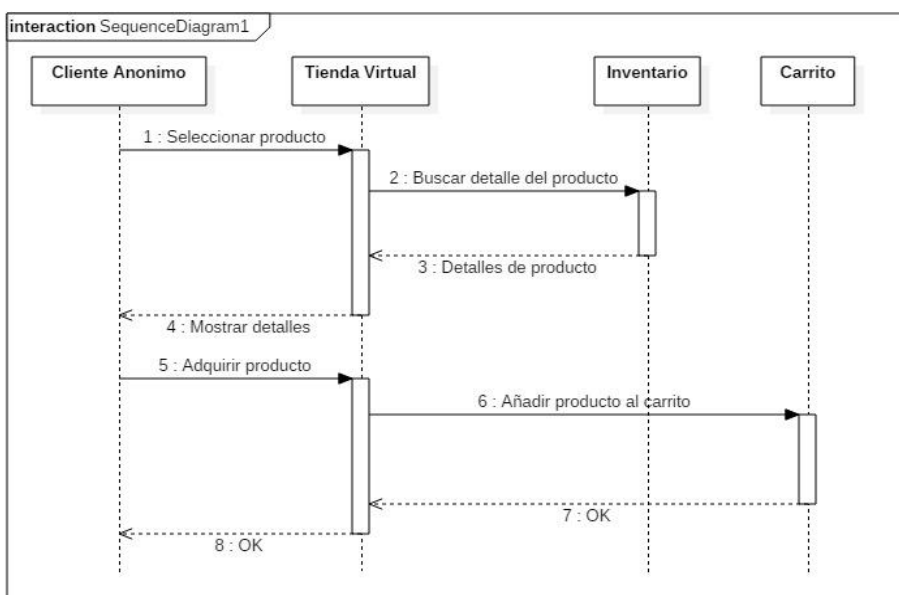 interaction SequenceDiagram1
Cliente Anonimo
Tienda Virtual
Inventario
Carrito
1 : Seleccionar producto
2 : Buscar detalle del producto
3 : Detalles de producto
4 : Mostrar detalles
5 : Adquirir producto
6 : Añadir producto al carrito
7 : OK
8 : OK